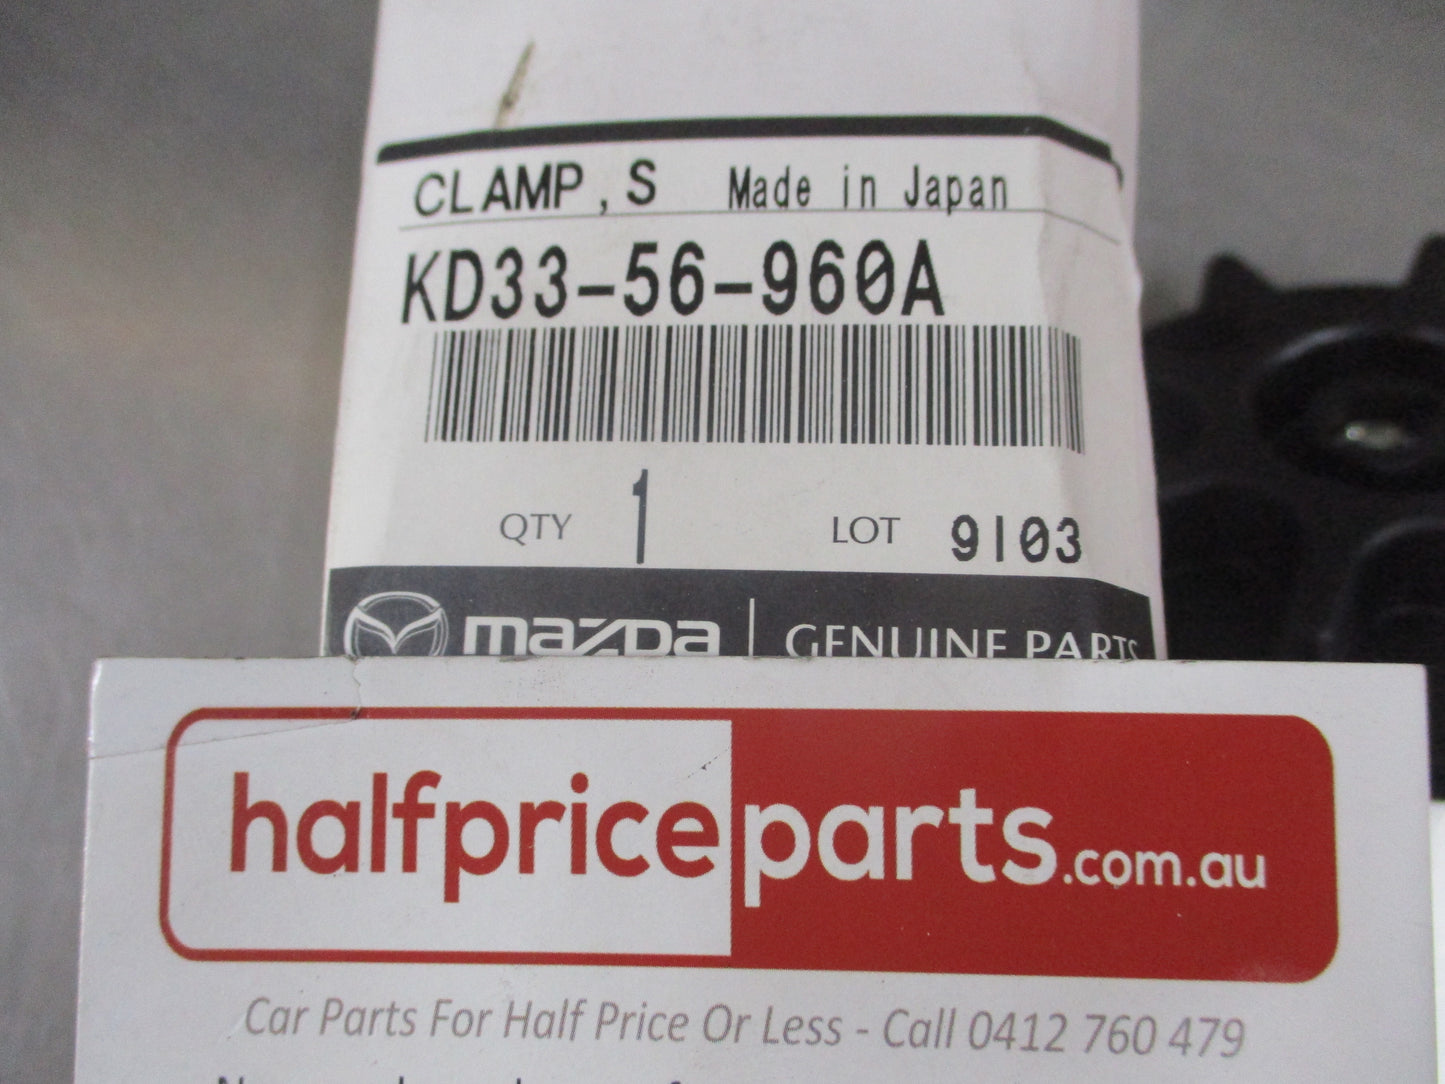 CLAMP,S Made in Japan
KD33-56-960A
QTY 1 LOT 9103
mazda | GENUINE PARTS
halfpriceparts.com.au
Car Parts For Half Price Or Less - Call 0412 760 479